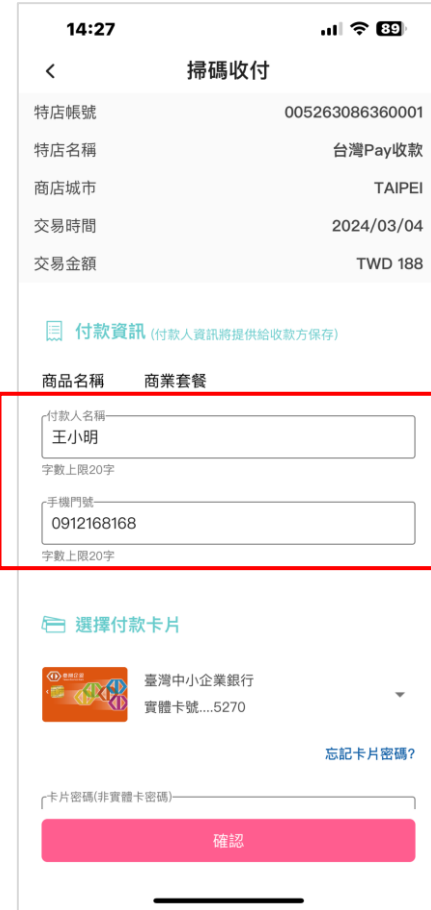 14:27
89
掃碼收付
特店帳號 005263086360001
特店名稱 台灣Pay收款
商店城市 TAIPEI
交易時間 2024/03/04
交易金額 TWD 188
付款資訊 (付款人資訊將提供給收款方保存)
商品名稱 商業套餐
付款人名稱
王小明
字數上限20字
手機門號
0912168168
字數上限20字
選擇付款卡片
臺灣中小企業銀行
實體卡號....5270
忘記卡片密碼?
卡片密碼(非實體卡密碼)
確認